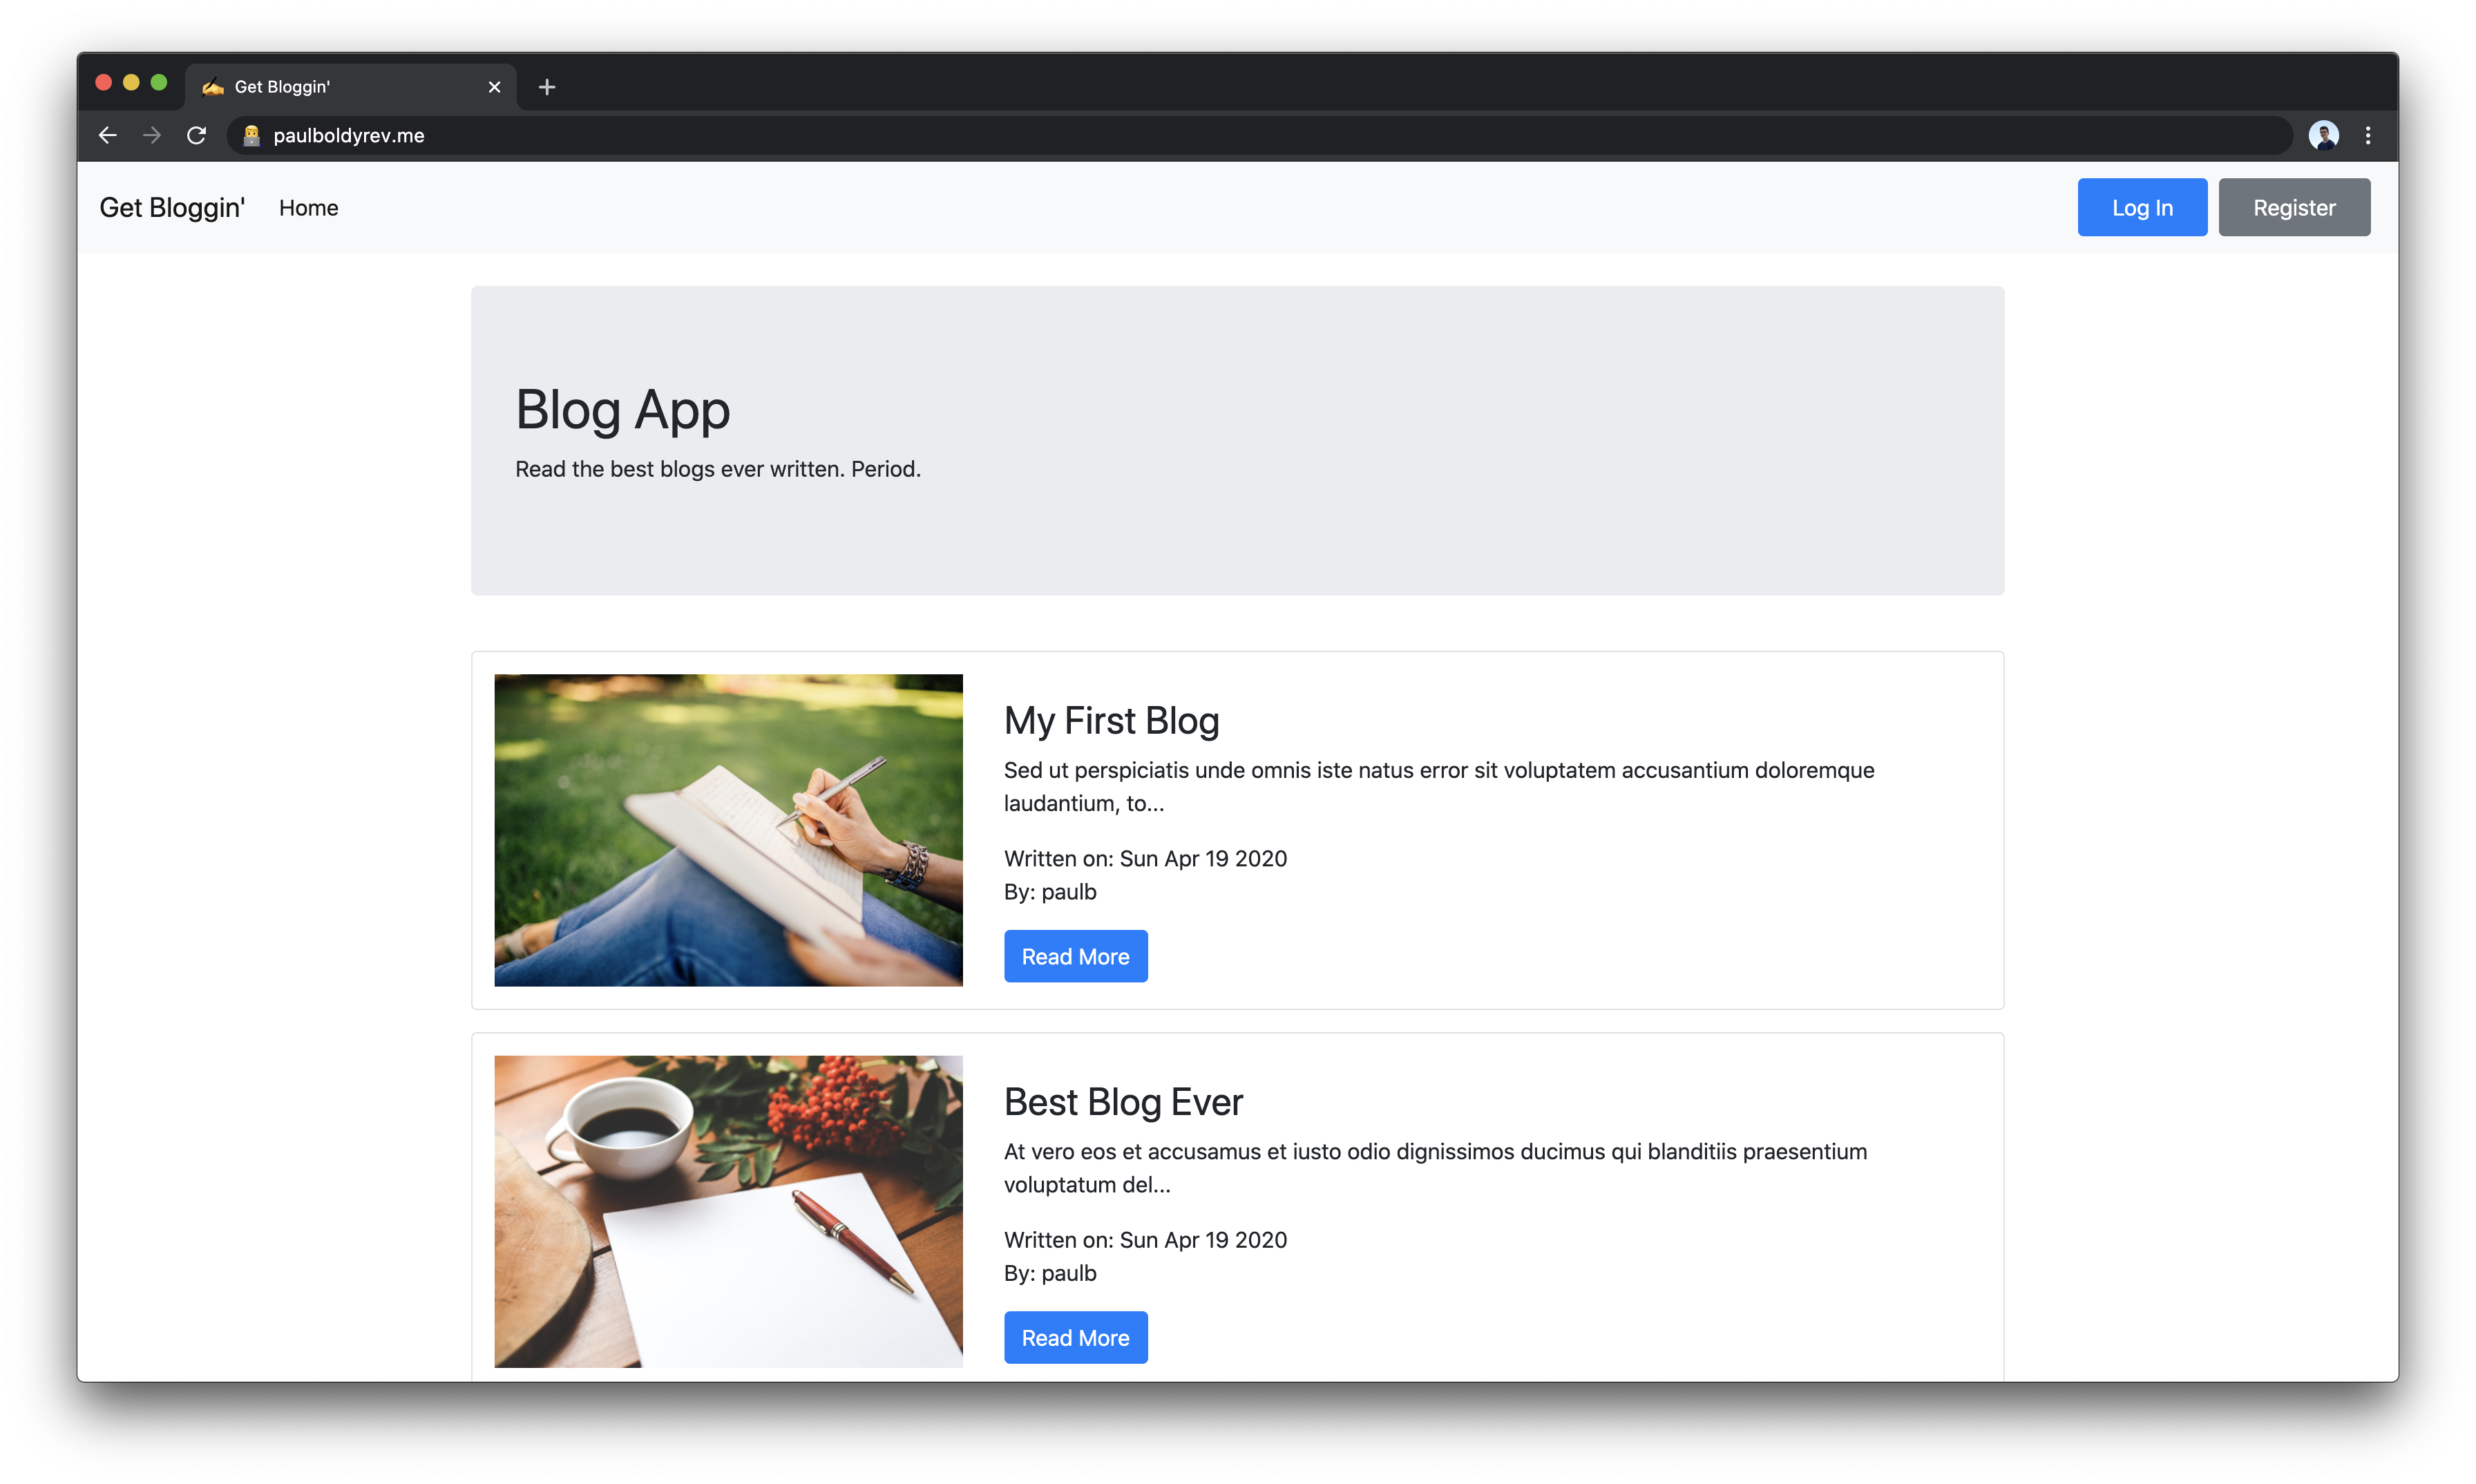 Get Bloggin'
paulboldyrev.me
Get Bloggin' Home Log In Register
Blog App
Read the best blogs ever written. Period.
My First Blog
Sed ut perspiciatis unde omnis iste natus error sit voluptatem accusantium doloremque
laudantium, to...
Written on: Sun Apr 19 2020
By: paulb
Read More
Best Blog Ever
At vero eos et accusamus et iusto odio dignissimos ducimus qui blanditiis praesentium
voluptatum del...
Written on: Sun Apr 19 2020
By: paulb
Read More